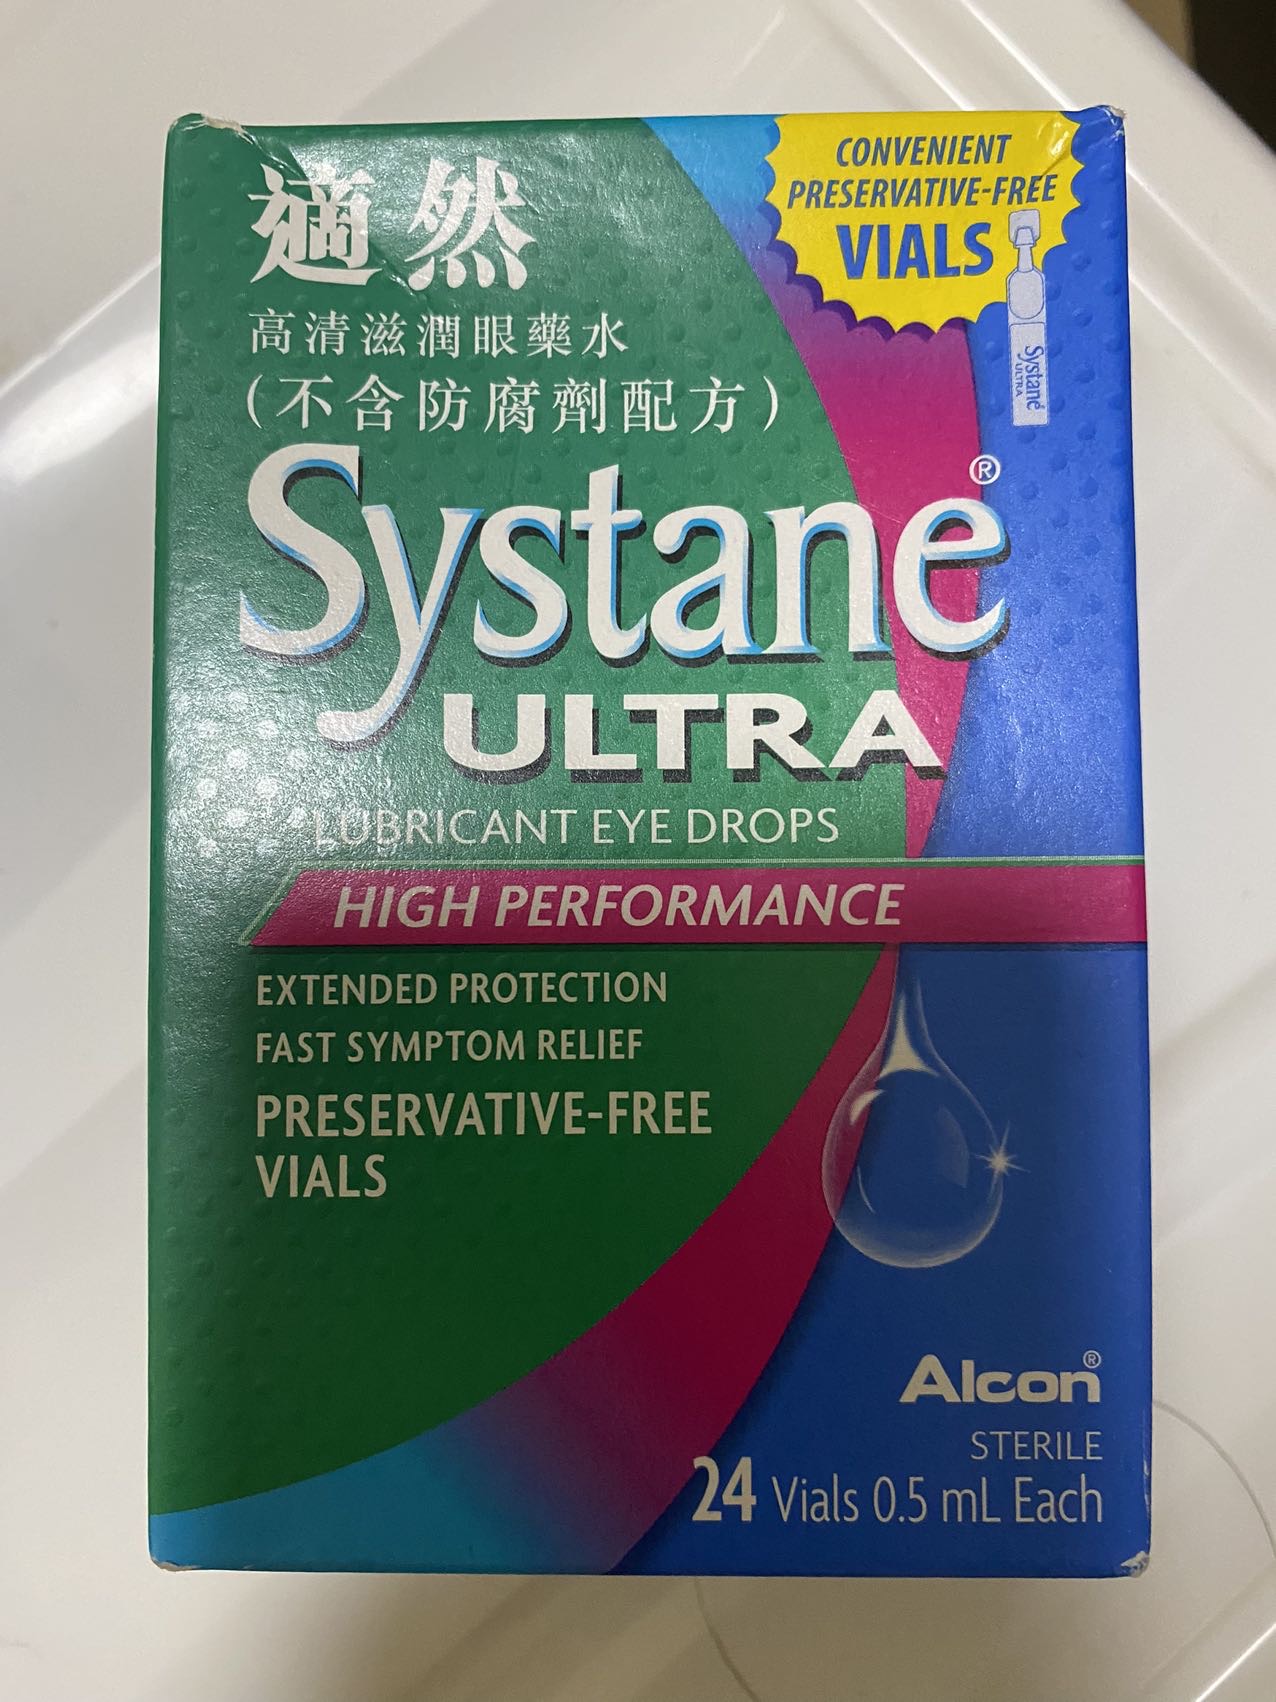 適然
高清滋潤眼藥水
(不含防腐劑配方)
CONVENIENT
PRESERVATIVE-FREE
VIALS
Systane
ULTRA
Systane®
ULTRA
LUBRICANT EYE DROPS
HIGH PERFORMANCE
EXTENDED PROTECTION
FAST SYMPTOM RELIEF
PRESERVATIVE-FREE
VIALS
Alcon®
STERILE
24 Vials 0.5 mL Each